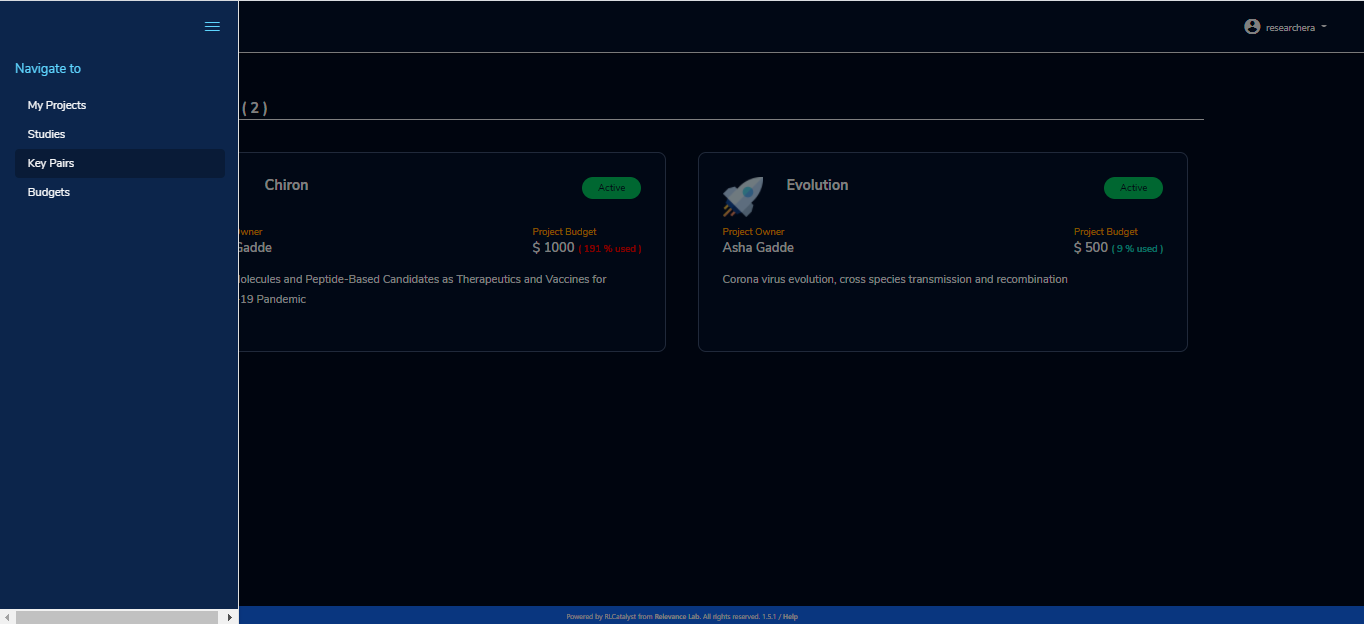 researchera
Navigate to
My Projects
Studies
Key Pairs
Budgets
( 2 )
Chiron
Active
Project Budget
$ 1000 ( 191 % used )
Gadde
and Peptide-Based Candidates as Therapeutics and Vaccines for
-19 Pandemic
Evolution
Active
Project Owner
Project Budget
Asha Gadde
$ 500 ( 9 % used )
Corona virus evolution, cross species transmission and recombination
Powered by RLCatalyst from Relevance Lab. All rights reserved. 1.5.1 / Help